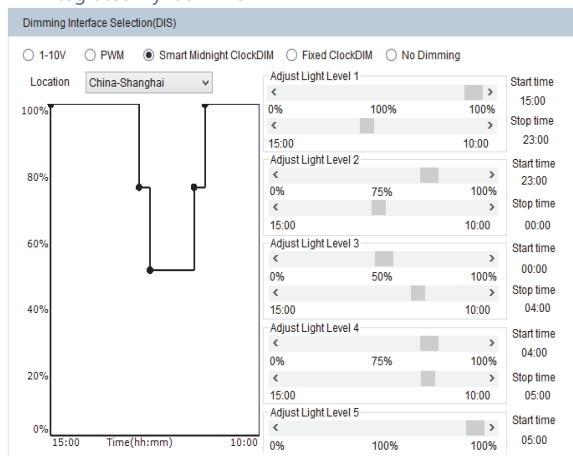 Dimming Interface Selection(DIS)
1-10V PWM Smart Midnight ClockDIM Fixed ClockDIM No Dimming
Location China-Shanghai
100%
80%
60%
40%
20%
0%
15:00 Time(hh:mm) 10:00
Adjust Light Level 1
0% 100% 100%
15:00 10:00
Start time
15:00
Stop time
23:00
Adjust Light Level 2
0% 75% 100%
15:00 10:00
Start time
23:00
Stop time
00:00
Adjust Light Level 3
0% 50% 100%
15:00 10:00
Start time
00:00
Stop time
04:00
Adjust Light Level 4
0% 75% 100%
15:00 10:00
Start time
04:00
Stop time
05:00
Adjust Light Level 5
0% 100% 100%
Start time
05:00